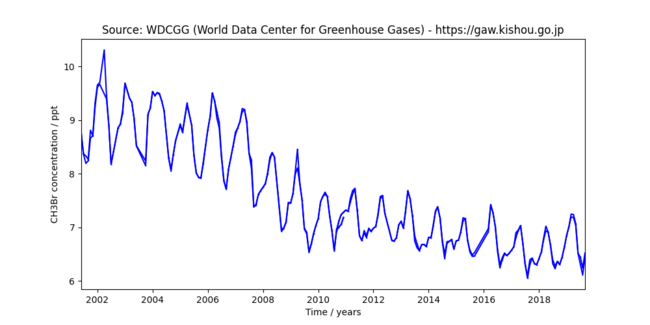 Source: WDCGG (World Data Center for Greenhouse Gases) - https://gaw.kishou.go.jp
CH3Br concentration / ppt
10
9
8
7
6
2002 2004 2006 2008 2010 2012 2014 2016 2018
Time / years